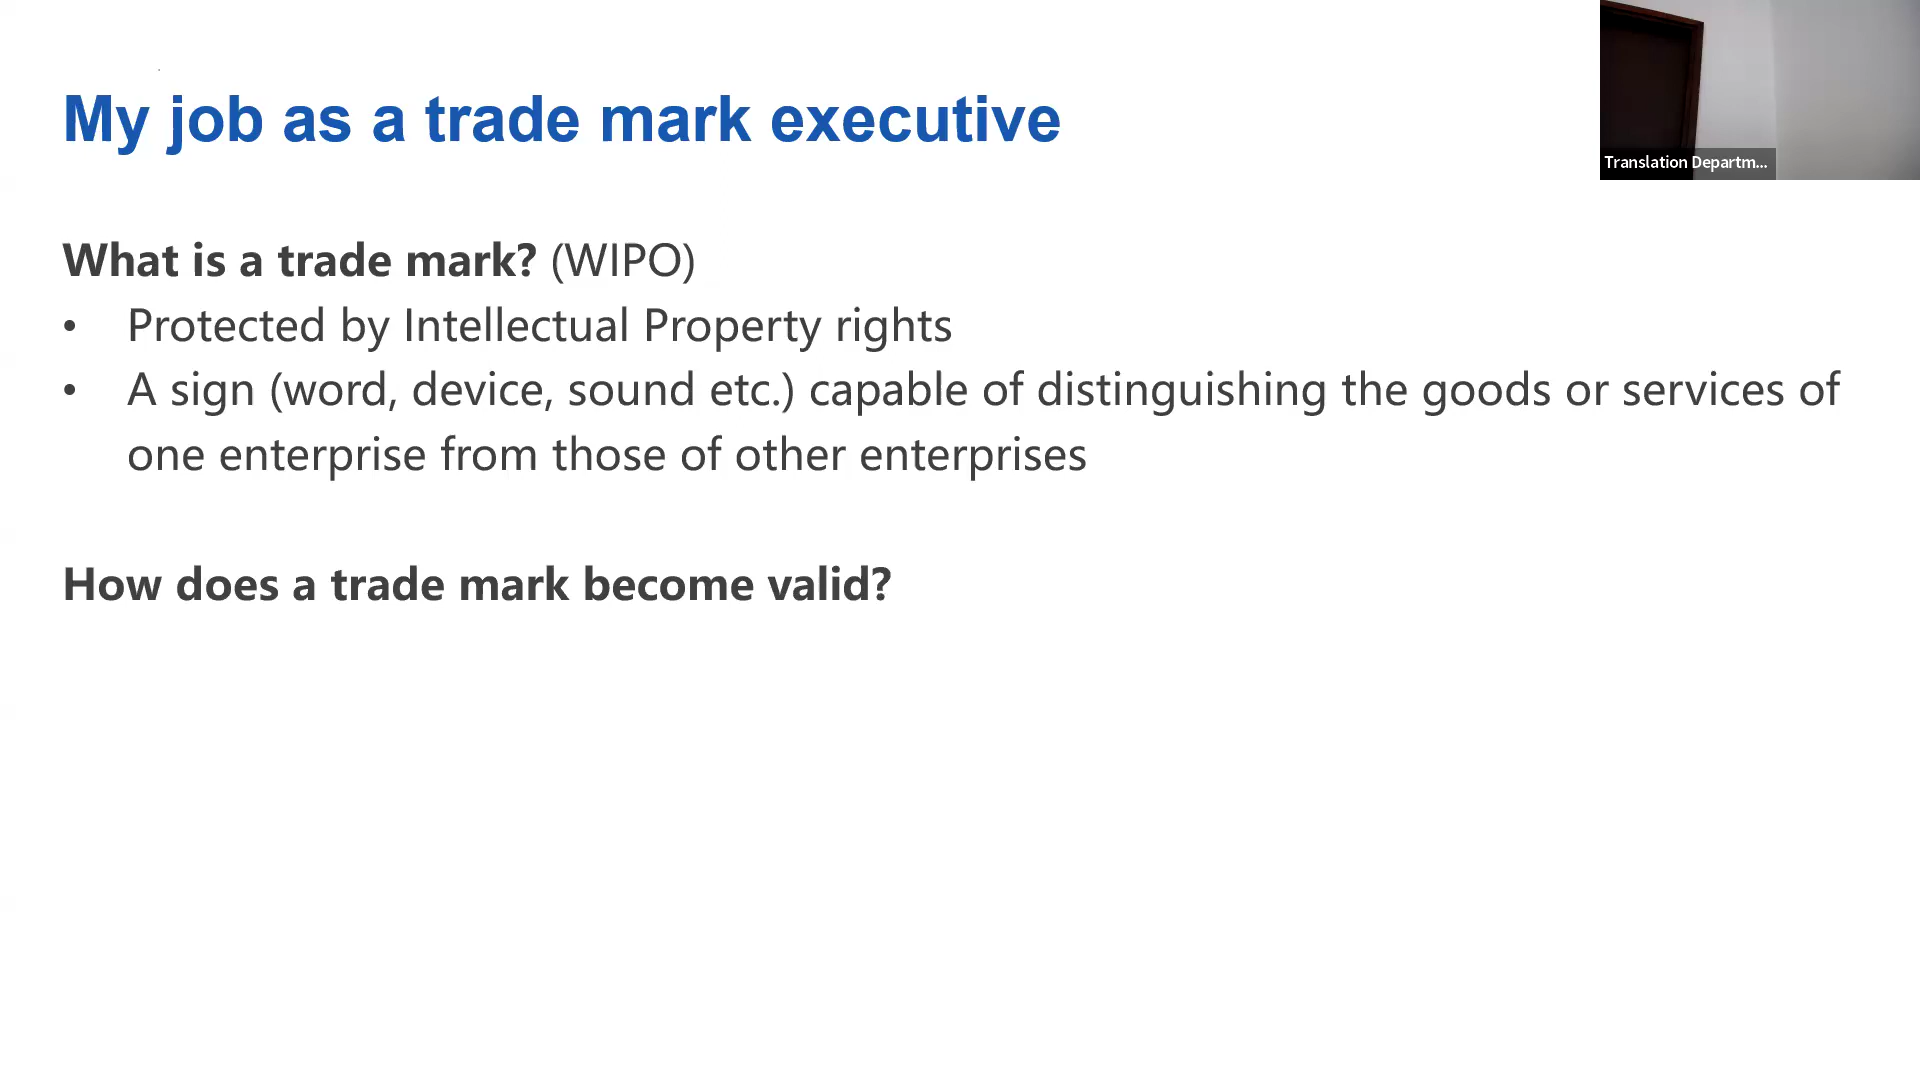 My job as a trade mark executive
Translation Departm...
What is a trade mark? (WIPO)
• Protected by Intellectual Property rights
• A sign (word, device, sound etc.) capable of distinguishing the goods or services of
one enterprise from those of other enterprises
How does a trade mark become valid?